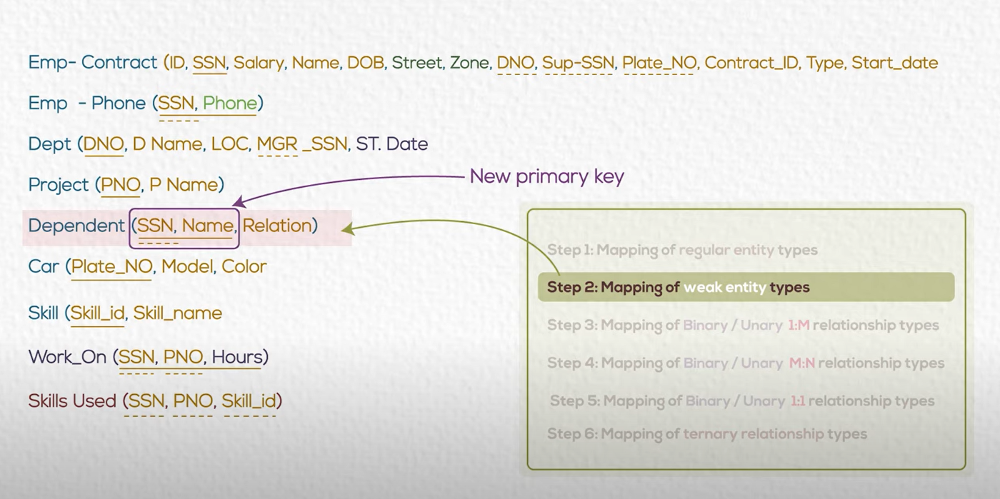 Emp- Contract (ID, SSN, Salary, Name, DOB, Street, Zone, DNO, Sup-SSN, Plate_NO, Contract_ID, Type, Start_date
Emp - Phone (SSN, Phone)
Dept (DNO, D Name, LOC, MGR _SSN, ST. Date
Project (PNO, P Name)
New primary key
Dependent (SSN, Name, Relation)
Car (Plate_NO, Model, Color
Skill (Skill_id, Skill_name
Work_On (SSN, PNO, Hours)
Skills Used (SSN, PNO, Skill_id)
Step 1: Mapping of regular entity types
Step 2: Mapping of weak entity types
Step 3: Mapping of Binary / Unary 1:M relationship types
Step 4: Mapping of Binary / Unary M:N relationship types
Step 5: Mapping of Binary / Unary 1:1 relationship types
Step 6: Mapping of ternary relationship types